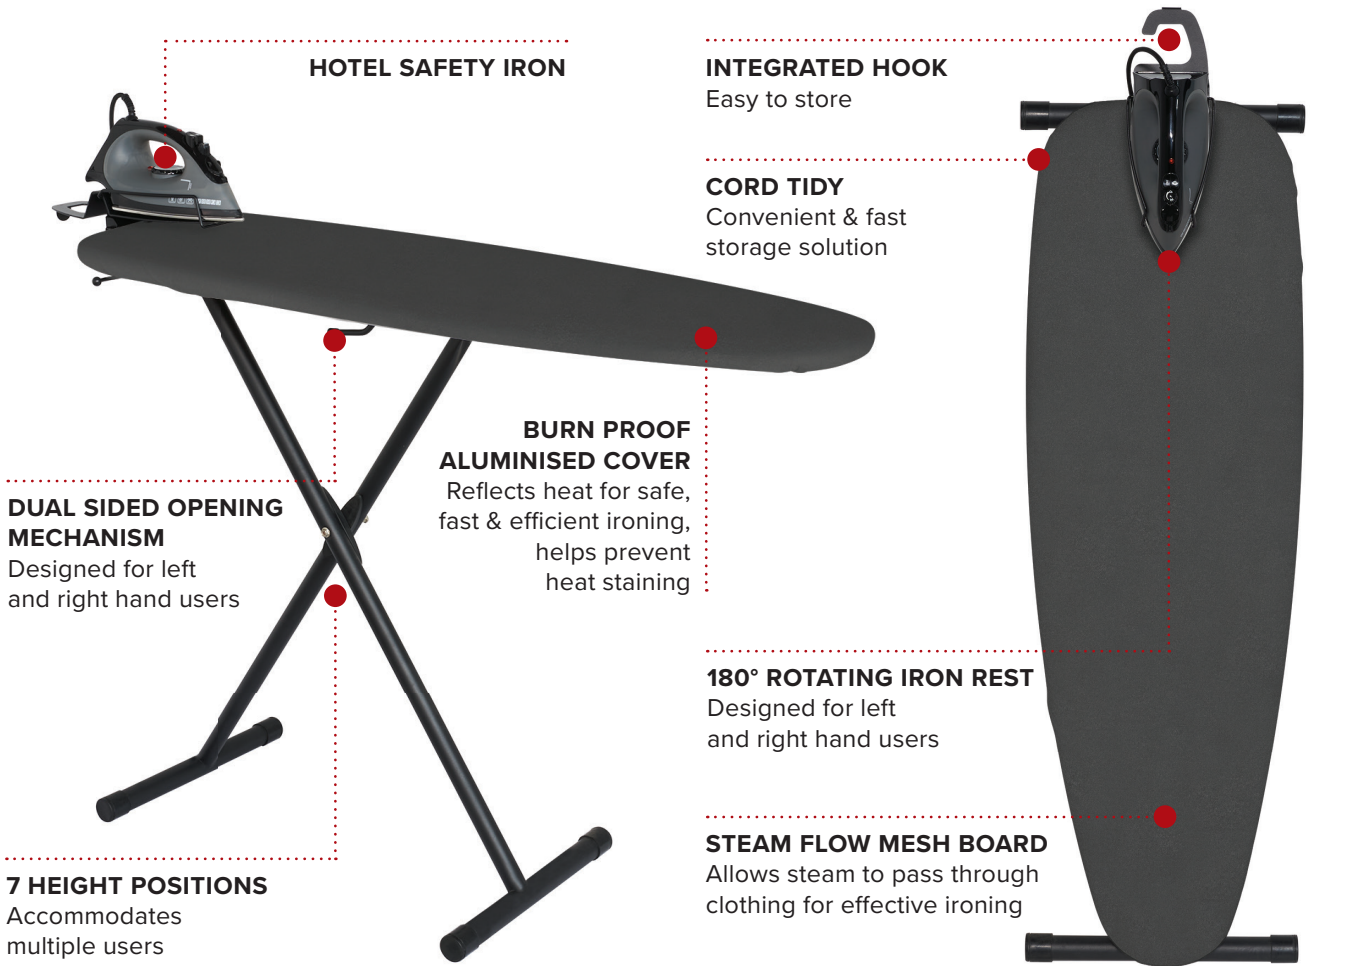 HOTEL SAFETY IRON
INTEGRATED HOOK
Easy to store
CORD TIDY
Convenient & fast
storage solution
BURN PROOF
ALUMINISED COVER
Reflects heat for safe,
fast & efficient ironing,
helps prevent
heat staining
DUAL SIDED OPENING
MECHANISM
Designed for left
and right hand users
180° ROTATING IRON REST
Designed for left
and right hand users
STEAM FLOW MESH BOARD
Allows steam to pass through
clothing for effective ironing
7 HEIGHT POSITIONS
Accommodates
multiple users